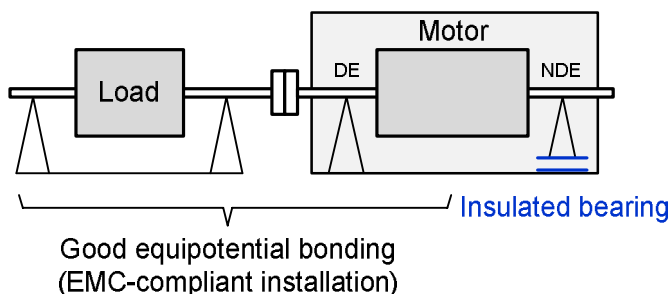 Motor
DE
NDE
Load
Insulated bearing
Good equipotential bonding
(EMC-compliant installation)